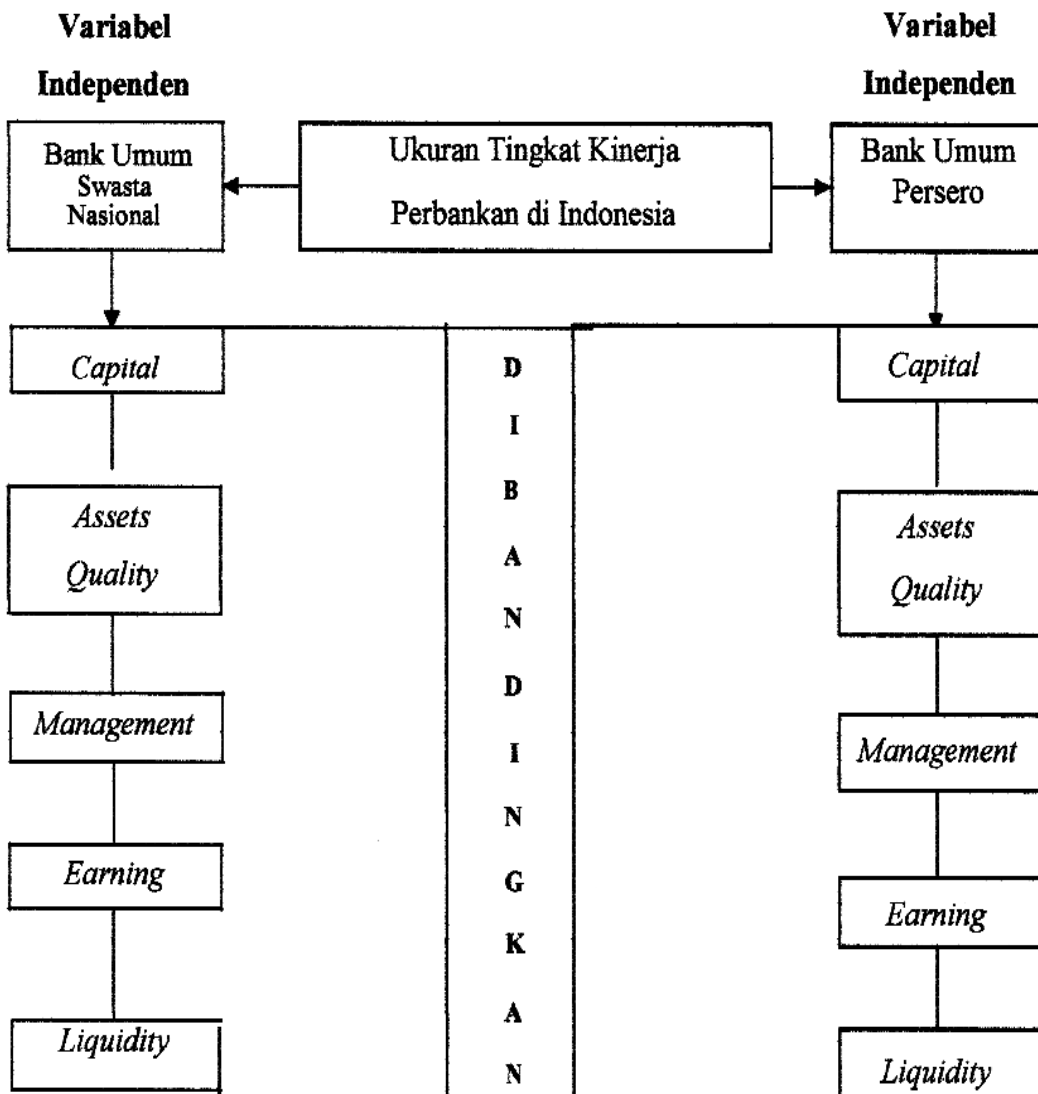 Variabel
Independen
Variabel
Independen
Bank Umum
Swasta
Nasional
Ukuran Tingkat Kinerja
Perbankan di Indonesia
Bank Umum
Persero
Capital
Assets
Quality
Management
Earning
Liquidity
D
I
B
A
N
D
I
N
G
K
A
N
Capital
Assets
Quality
Management
Earning
Liquidity